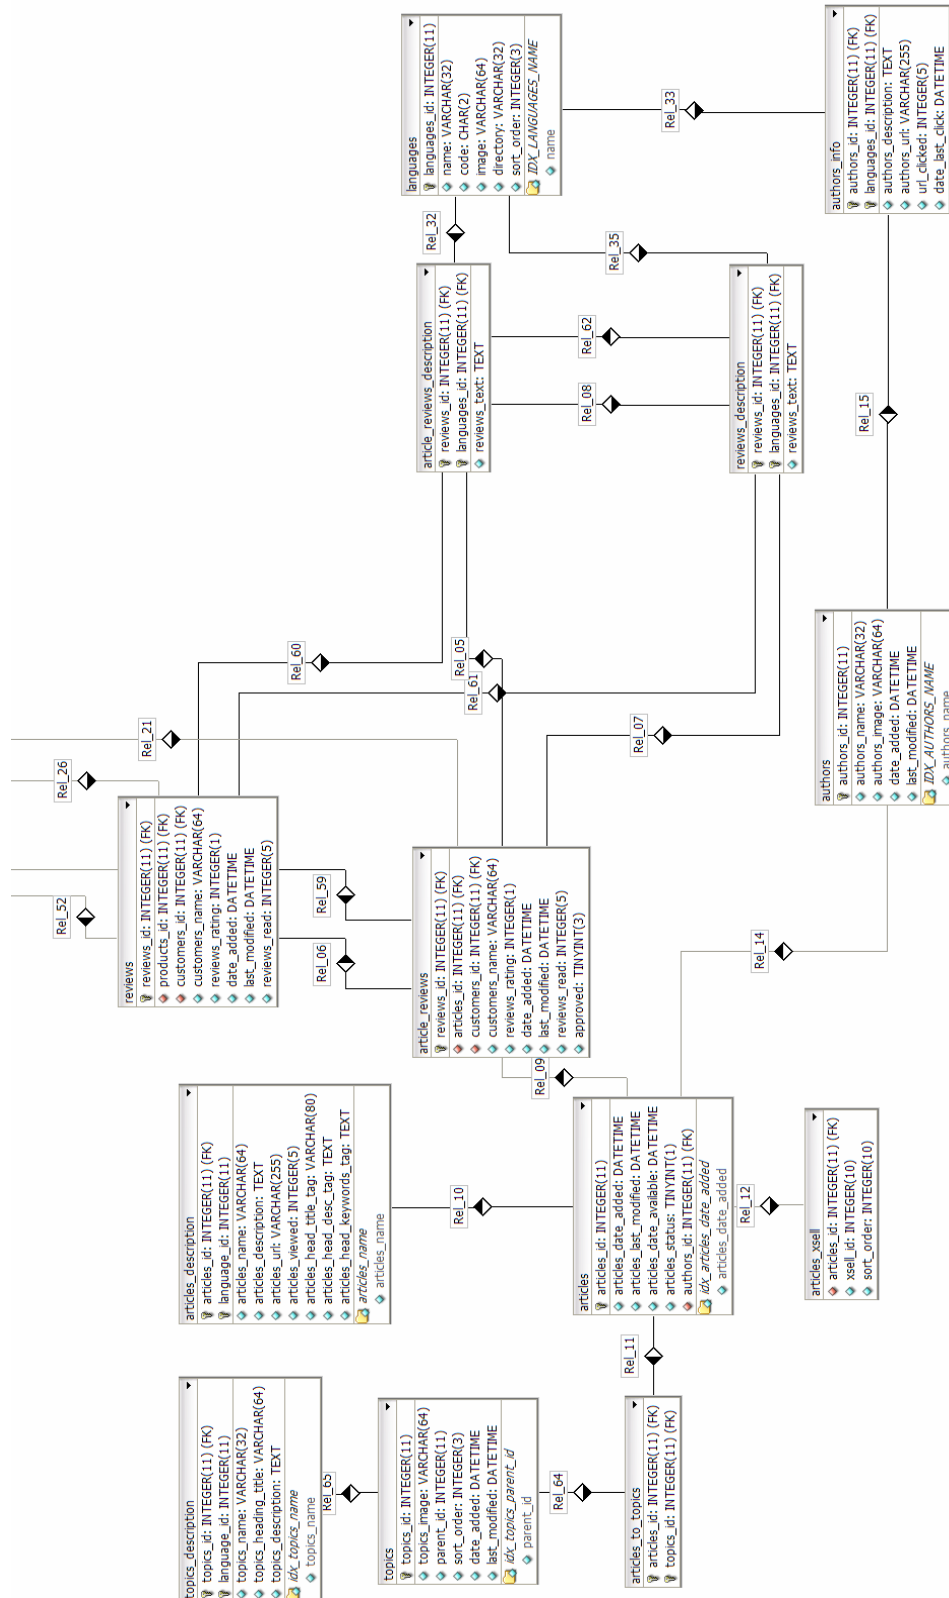 topics_description
topics_id: INTEGER(11) (FK)
language_id: INTEGER(11)
topics_name: VARCHAR(32)
topics_heading_title: VARCHAR(64)
topics_description: TEXT
idx_topics_name
topics_name
Rel_65
topics
topics_id: INTEGER(11)
topics_image: VARCHAR(64)
parent_id: INTEGER(11)
sort_order: INTEGER(3)
date_added: DATETIME
last_modified: DATETIME
idx_topics_parent_id
parent_id
Rel_64
articles_to_topics
articles_id: INTEGER(11) (FK)
topics_id: INTEGER(11) (FK)
Rel_11
articles_description
articles_id: INTEGER(11) (FK)
language_id: INTEGER(11)
articles_name: VARCHAR(64)
articles_description: TEXT
articles_url: VARCHAR(255)
articles_viewed: INTEGER(5)
articles_head_title_tag: VARCHAR(80)
articles_head_desc_tag: TEXT
articles_head_keywords_tag: TEXT
articles_name
articles_name
Rel_10
articles
articles_id: INTEGER(11)
articles_date_added: DATETIME
articles_last_modified: DATETIME
articles_date_available: DATETIME
articles_status: TINYINT(1)
authors_id: INTEGER(11) (FK)
idx_articles_date_added
articles_date_added
Rel_12
articles_xsell
articles_id: INTEGER(11) (FK)
xsell_id: INTEGER(10)
sort_order: INTEGER(10)
Rel_09
Rel_14
Rel_52
Rel_26
Rel_21
reviews
reviews_id: INTEGER(11) (FK)
products_id: INTEGER(11) (FK)
customers_id: INTEGER(11) (FK)
customers_name: VARCHAR(64)
reviews_rating: INTEGER(1)
date_added: DATETIME
last_modified: DATETIME
reviews_read: INTEGER(5)
Rel_06
Rel_59
article_reviews
reviews_id: INTEGER(11) (FK)
articles_id: INTEGER(11) (FK)
customers_id: INTEGER(11) (FK)
customers_name: VARCHAR(64)
reviews_rating: INTEGER(1)
date_added: DATETIME
last_modified: DATETIME
reviews_read: INTEGER(5)
approved: TINYINT(3)
Rel_60
Rel_05
Rel_61
Rel_07
authors
authors_id: INTEGER(11)
authors_name: VARCHAR(32)
authors_image: VARCHAR(64)
date_added: DATETIME
last_modified: DATETIME
IDX_AUTHORS_NAME
authors_name
Rel_15
article_reviews_description
reviews_id: INTEGER(11) (FK)
languages_id: INTEGER(11) (FK)
reviews_text: TEXT
Rel_08
Rel_62
reviews_description
reviews_id: INTEGER(11) (FK)
languages_id: INTEGER(11) (FK)
reviews_text: TEXT
Rel_32
Rel_35
languages
languages_id: INTEGER(11)
name: VARCHAR(32)
code: CHAR(2)
image: VARCHAR(64)
directory: VARCHAR(32)
sort_order: INTEGER(3)
IDX_LANGUAGES_NAME
name
Rel_33
authors_info
authors_id: INTEGER(11) (FK)
languages_id: INTEGER(11) (FK)
authors_description: TEXT
authors_url: VARCHAR(255)
url_clicked: INTEGER(5)
date_last_click: DATETIME